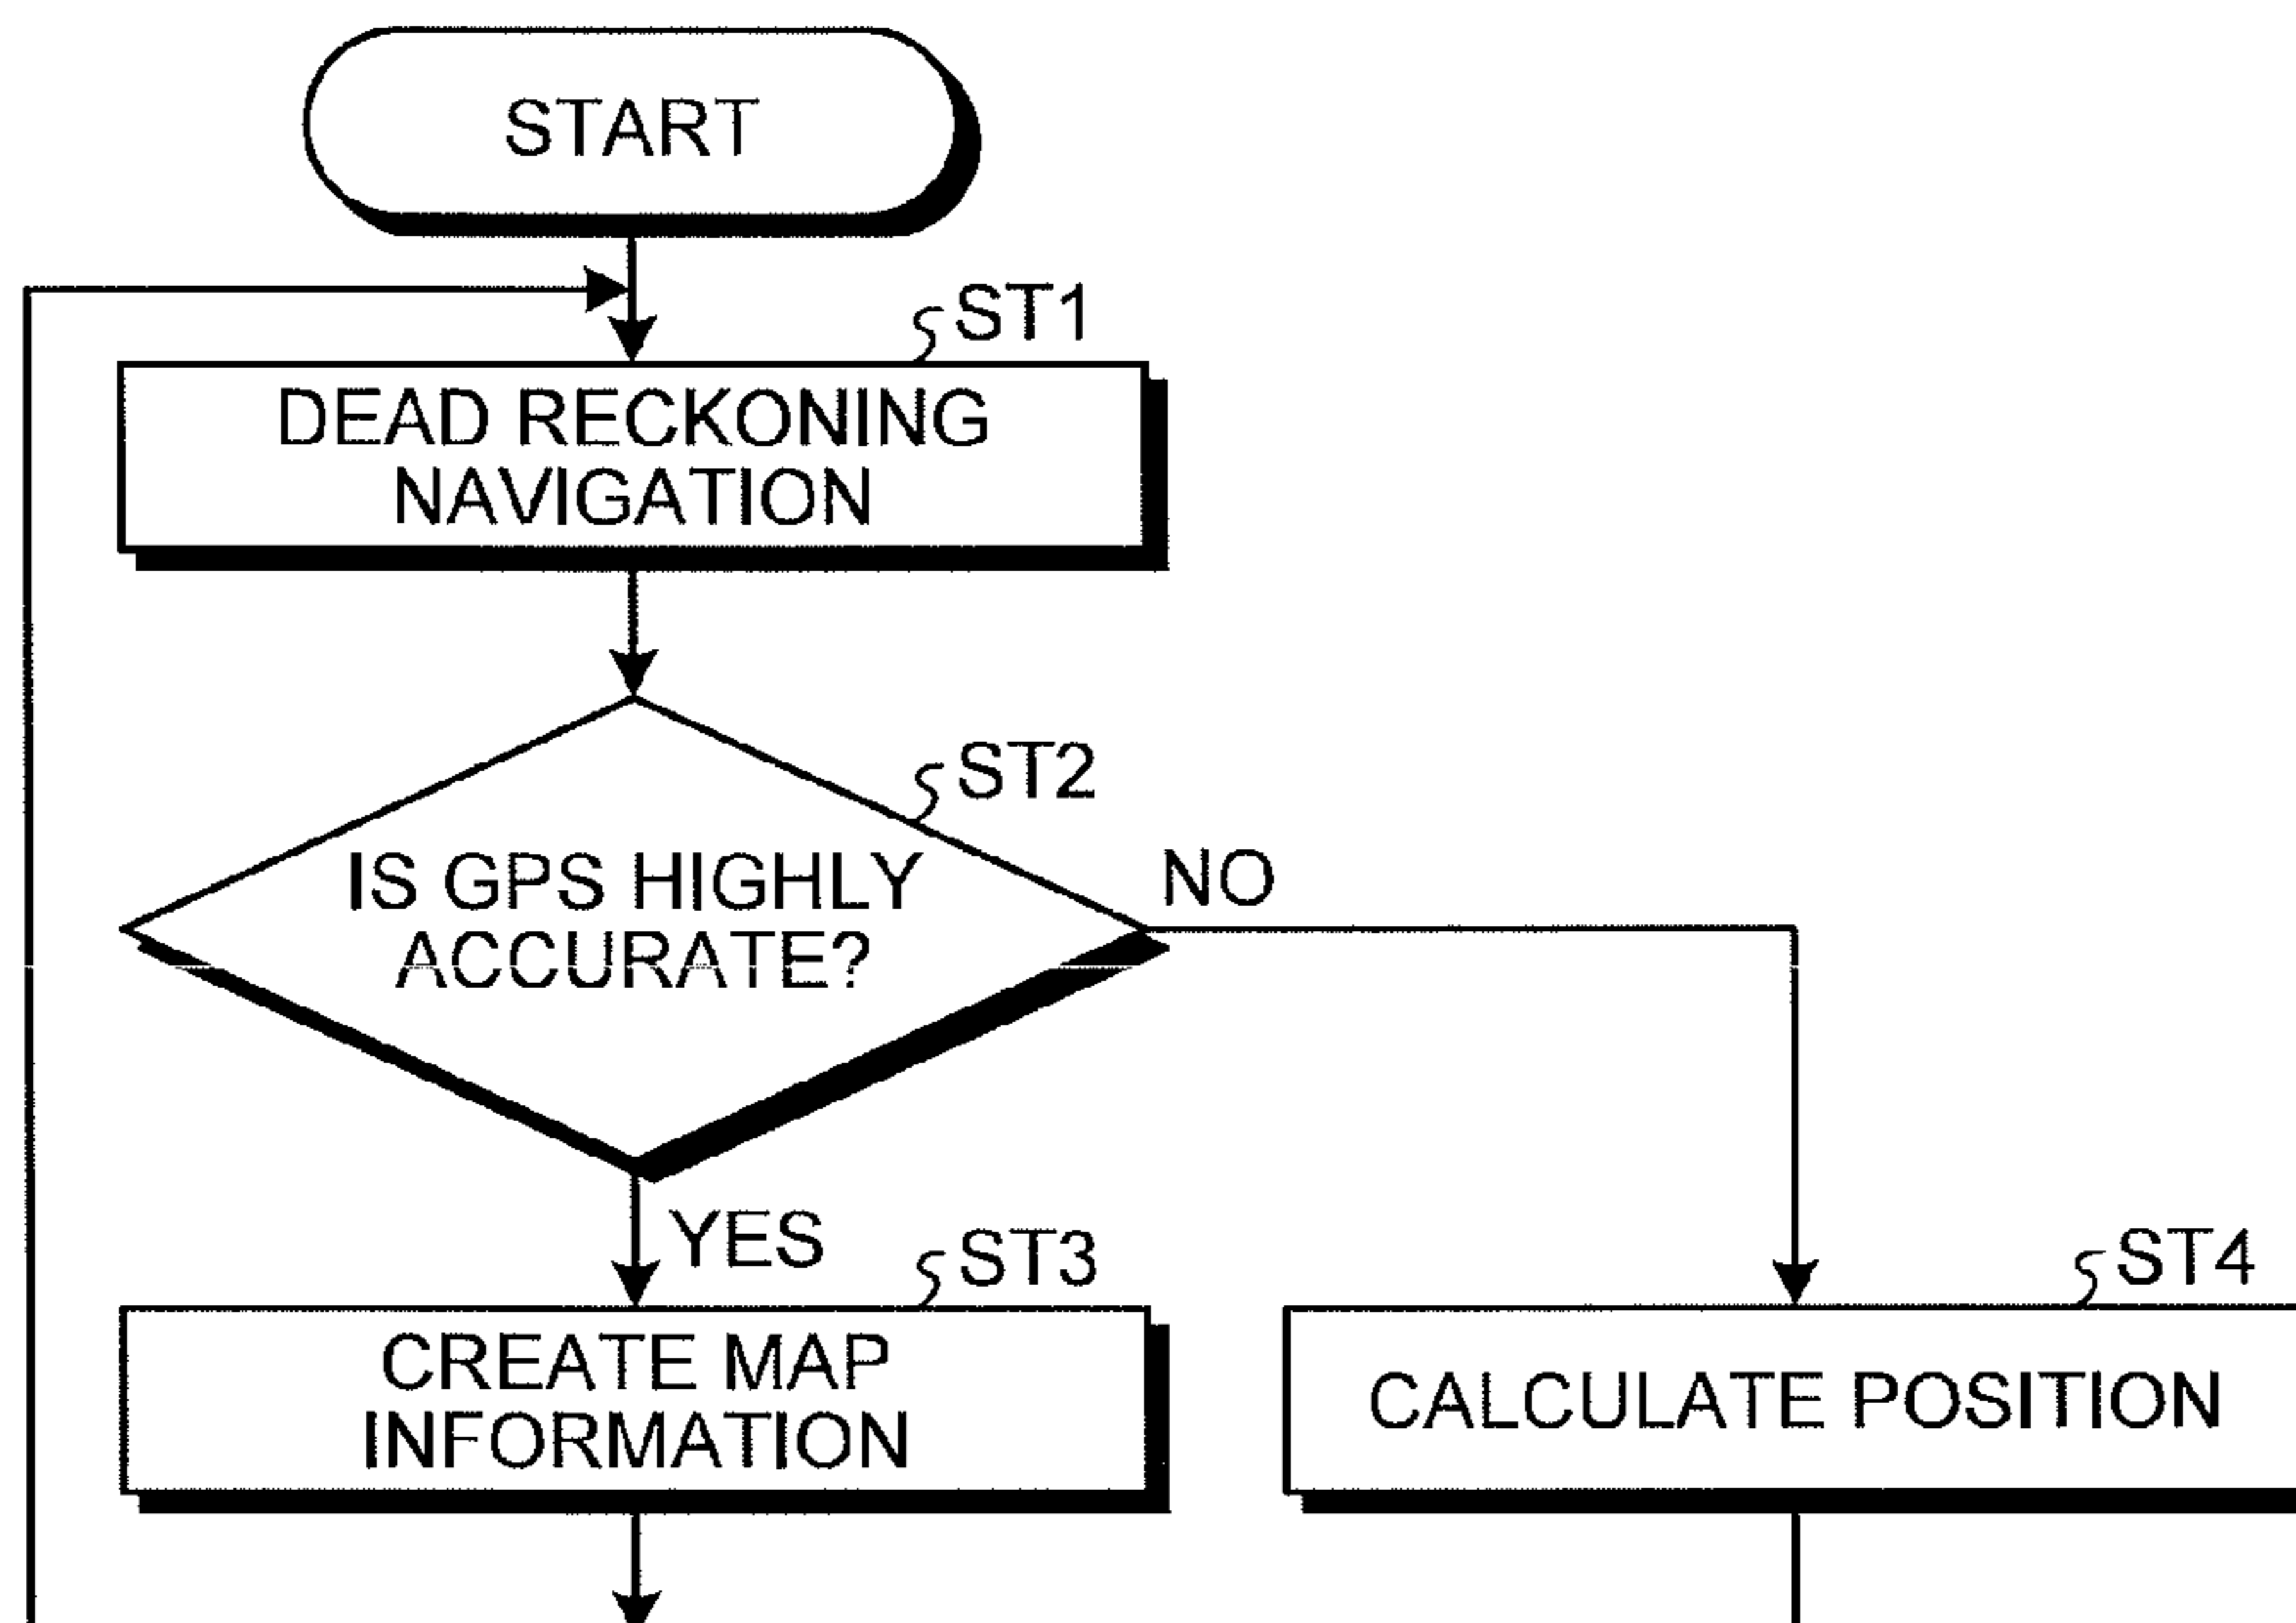 START
ST1
DEAD RECKONING
NAVIGATION
ST2
IS GPS HIGHLY
ACCURATE?
NO
YES
ST3
ST4
CREATE MAP
INFORMATION
CALCULATE POSITION